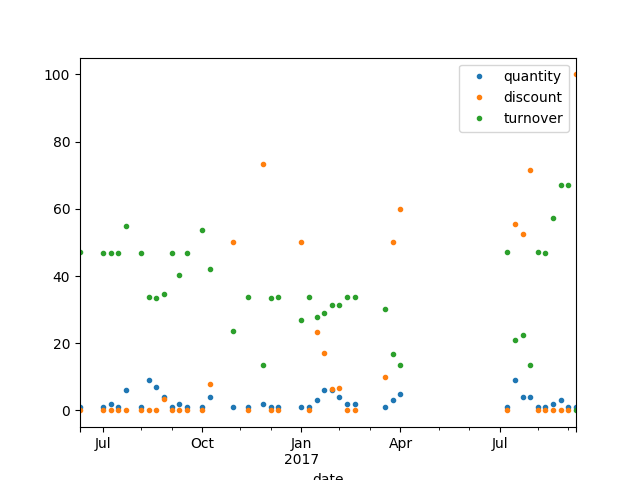 100
80
60
40
20
0
quantity
discount
turnover
Jul
Oct
Jan
2017
Apr
Jul
date